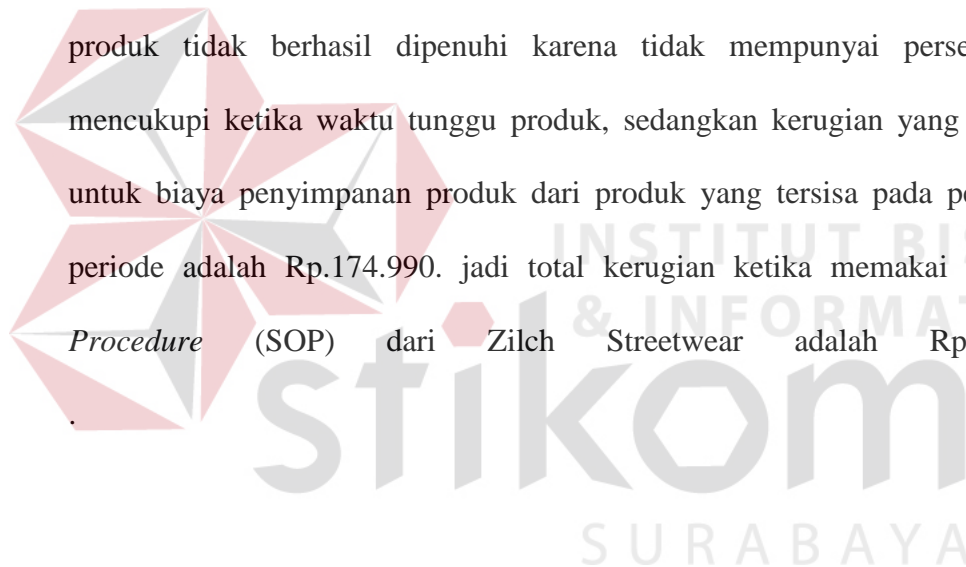 produk tidak berhasil dipenuhi karena tidak mempunyai perse
mencukupi ketika waktu tunggu produk, sedangkan kerugian yang
untuk biaya penyimpanan produk dari produk yang tersisa pada pe
periode adalah Rp.174.990. jadi total kerugian ketika memakai
Procedure (SOP) dari Zilch Streetwear adalah Rp
.
INSTITUT BIS
& INFORMAT
stikom
SURABAYA